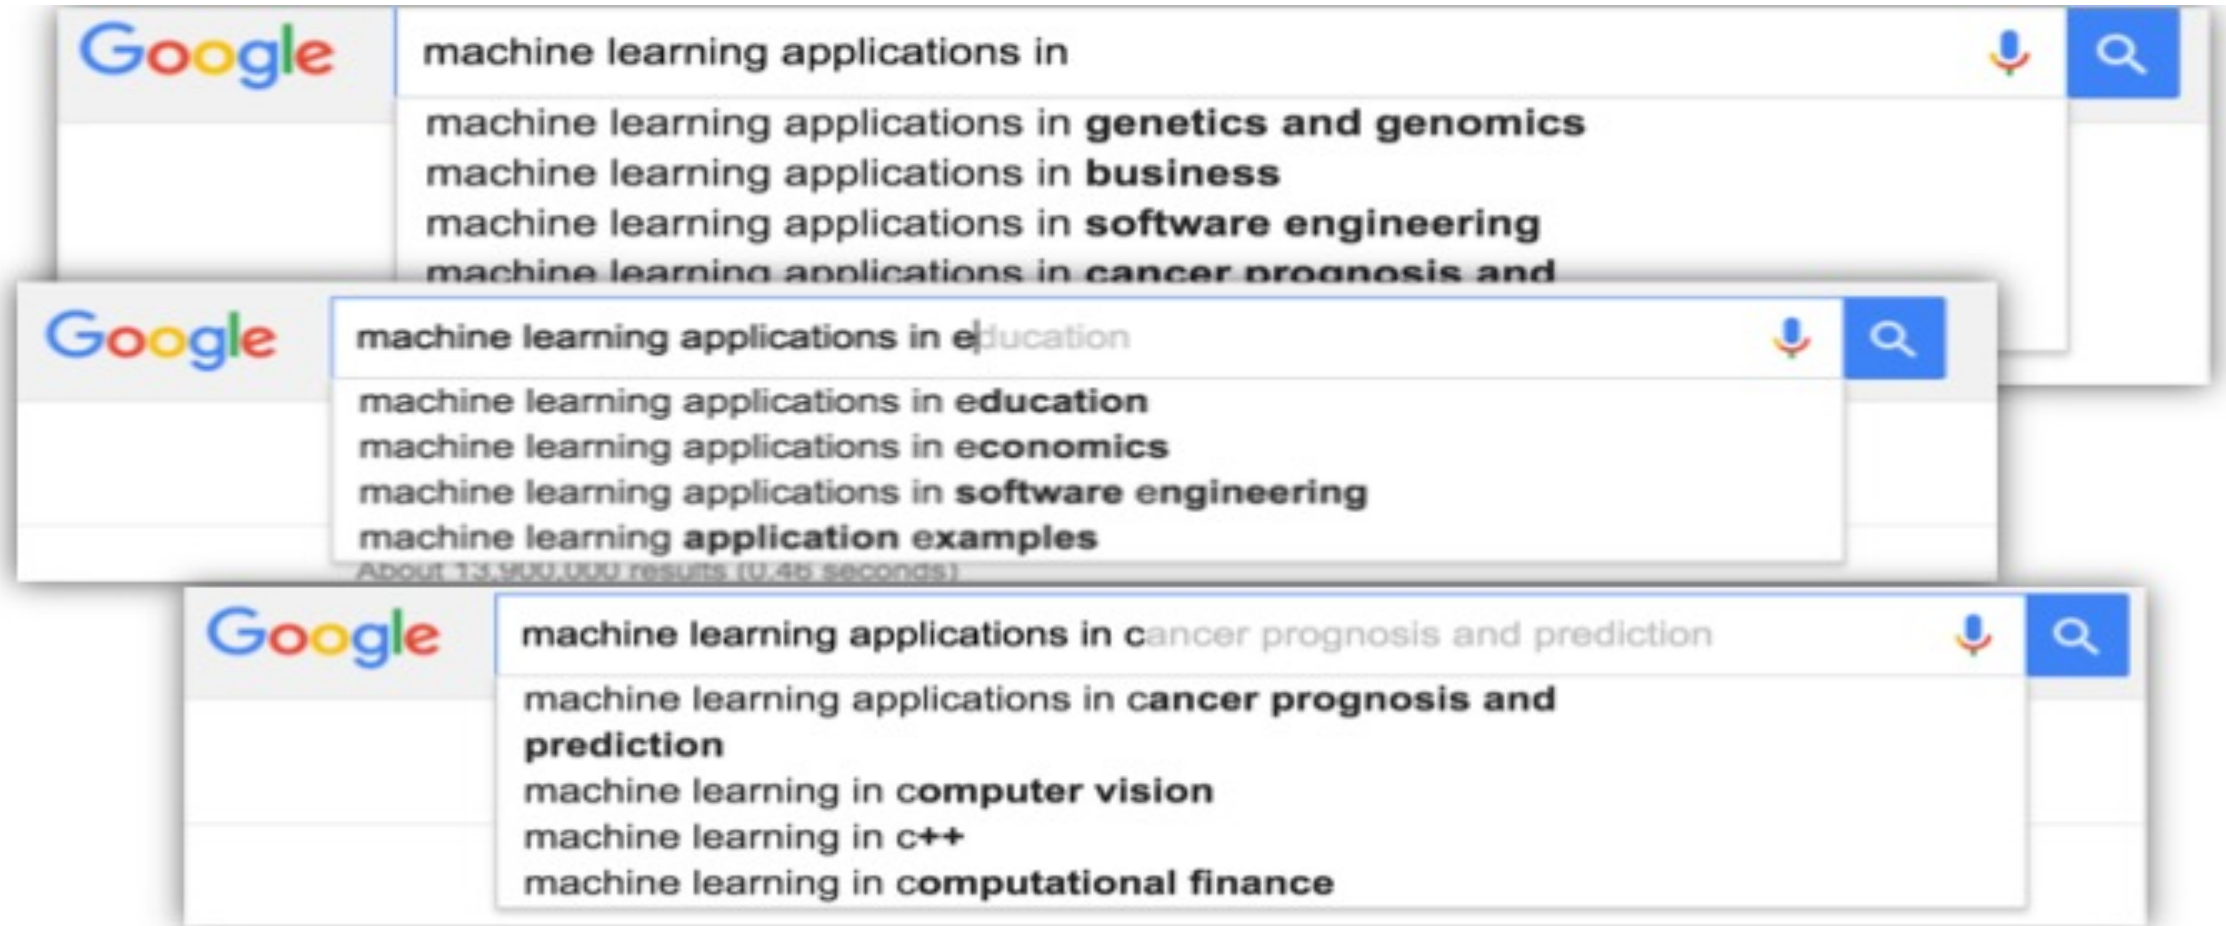 Google
machine learning applications in
machine learning applications in genetics and genomics
machine learning applications in business
machine learning applications in software engineering
machine learning applications in cancer prognosis and
Google
machine learning applications in education
machine learning applications in education
machine learning applications in economics
machine learning applications in software engineering
machine learning application examples
About 13,900,000 results (0.46 seconds)
Google
machine learning applications in cancer prognosis and prediction
machine learning applications in cancer prognosis and
prediction
machine learning in computer vision
machine learning in c++
machine learning in computational finance